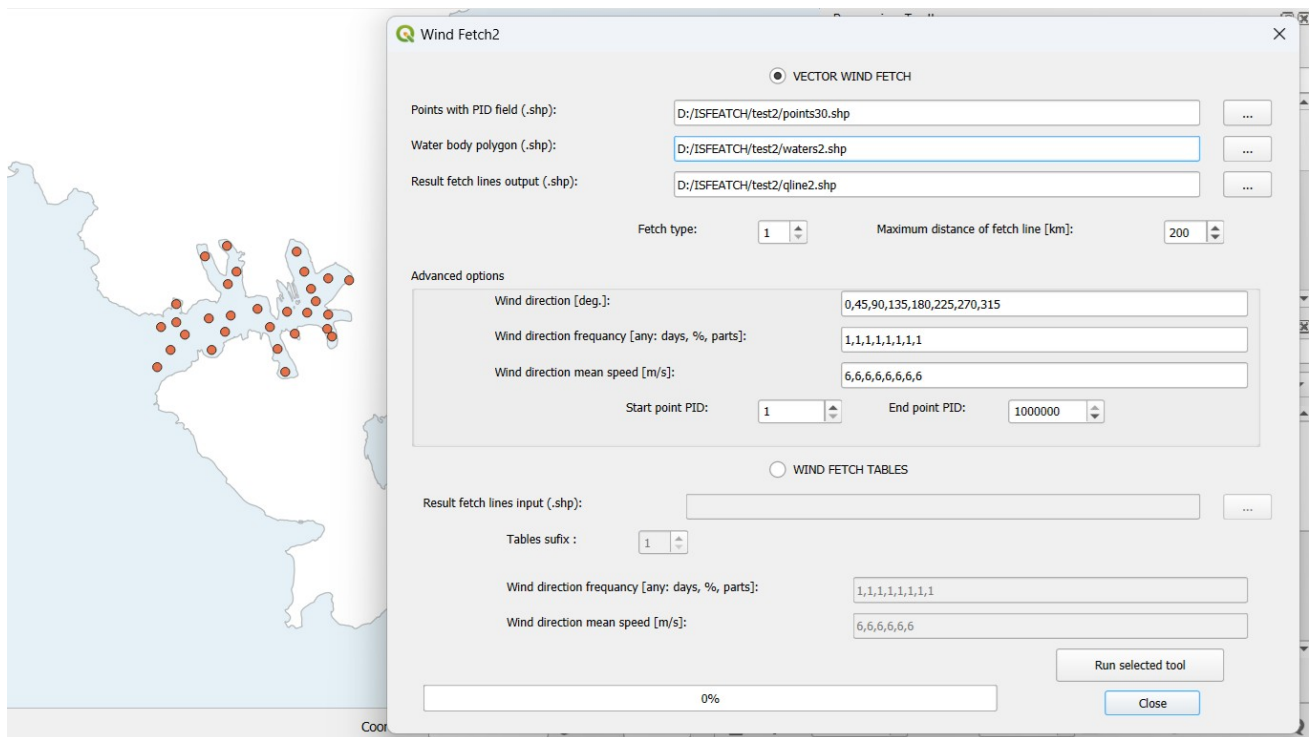 Wind Fetch2
VECTOR WIND FETCH
Points with PID field (.shp): D:/ISFEATCH/test2/points30.shp ...
Water body polygon (.shp): D:/ISFEATCH/test2/waters2.shp ...
Result fetch lines output (.shp): D:/ISFEATCH/test2/qline2.shp ...
Fetch type: 1 Maximum distance of fetch line [km]: 200
Advanced options
Wind direction [deg.]: 0,45,90,135,180,225,270,315
Wind direction frequancy [any: days, %, parts]: 1,1,1,1,1,1,1,1
Wind direction mean speed [m/s]: 6,6,6,6,6,6,6,6
Start point PID: 1 End point PID: 1000000
WIND FETCH TABLES
Result fetch lines input (.shp): ...
Tables sufix : 1
Wind direction frequancy [any: days, %, parts]: 1,1,1,1,1,1,1,1
Wind direction mean speed [m/s]: 6,6,6,6,6,6
Run selected tool
0%
Close
Coor